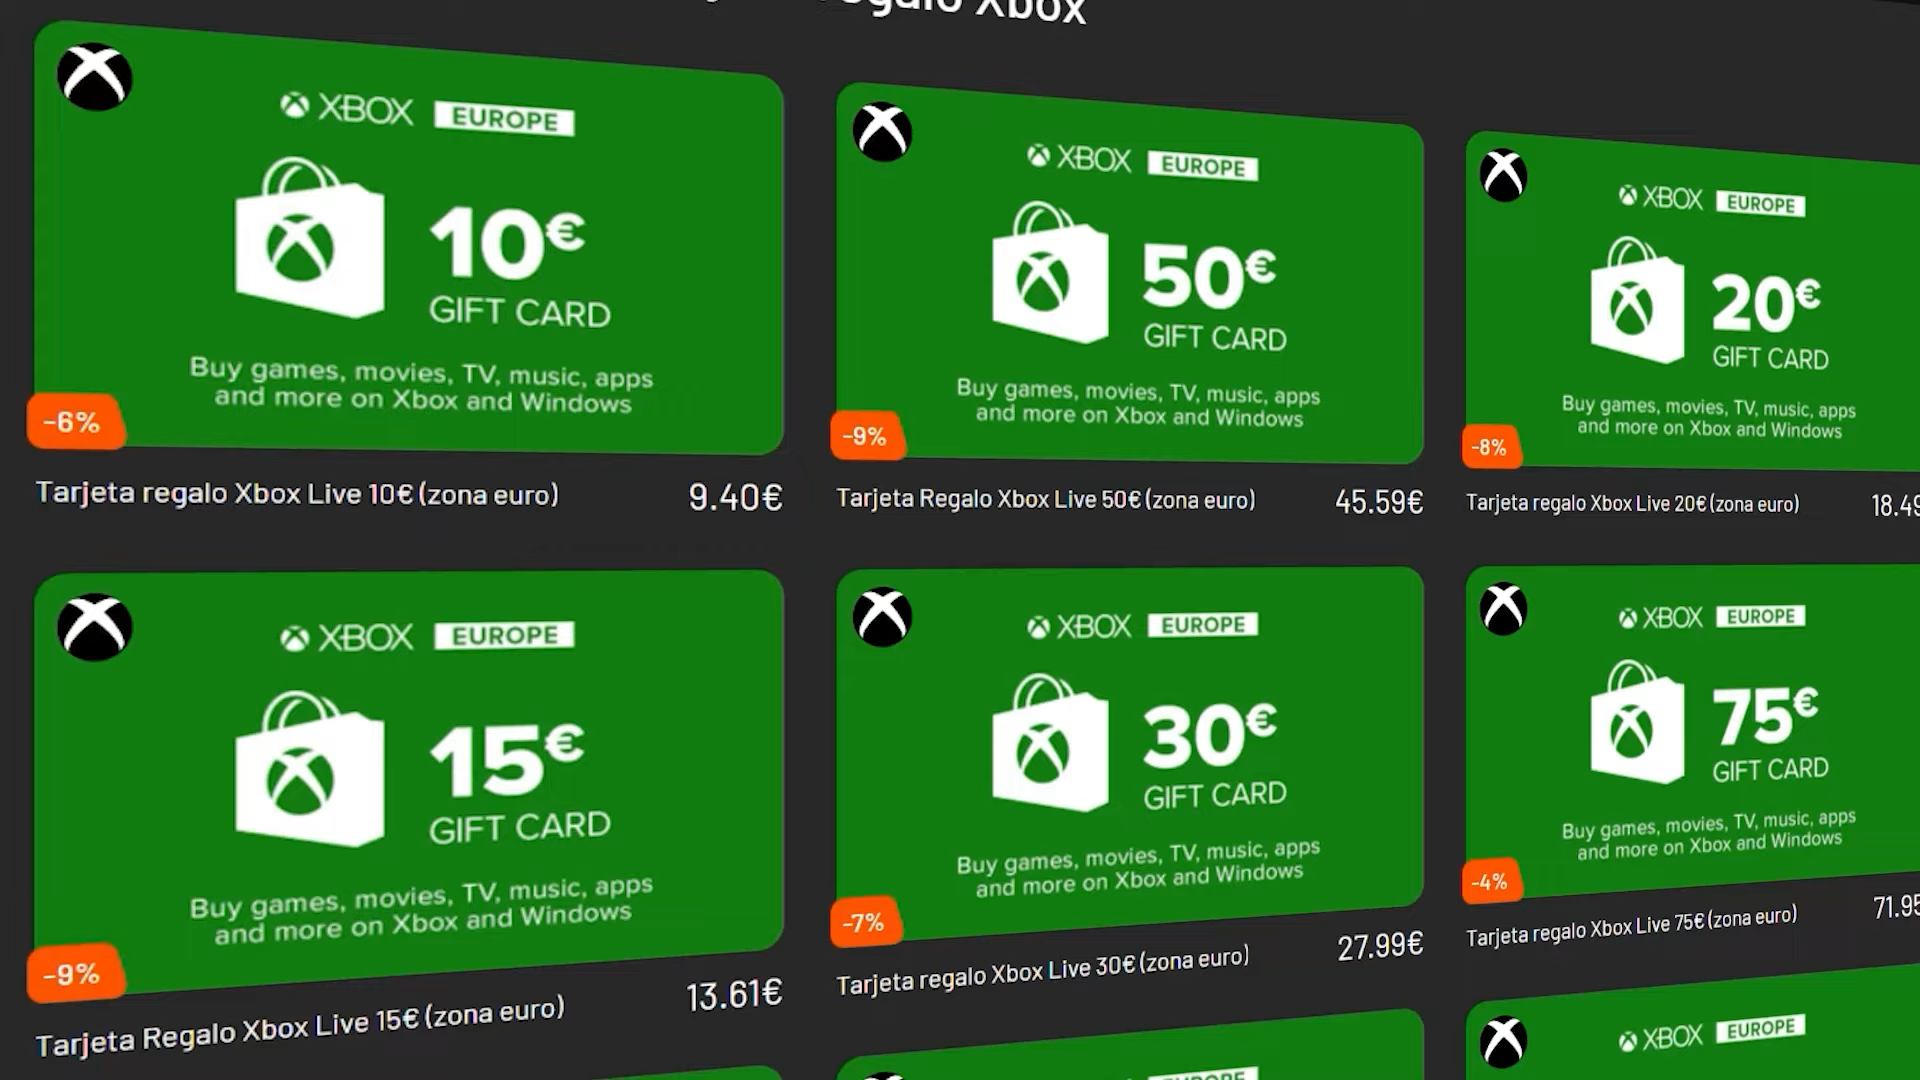 regalo Xbox
XBOX EUROPE
10€
GIFT CARD
Buy games, movies, TV, music, apps
and more on Xbox and Windows
-6%
Tarjeta regalo Xbox Live 10€ (zona euro) 9.40€
XBOX EUROPE
50€
GIFT CARD
Buy games, movies, TV, music, apps
and more on Xbox and Windows
-9%
Tarjeta Regalo Xbox Live 50€ (zona euro) 45.59€
XBOX EUROPE
20€
GIFT CARD
Buy games, movies, TV, music, apps
and more on Xbox and Windows
-8%
Tarjeta regalo Xbox Live 20€ (zona euro) 18.49
XBOX EUROPE
15€
GIFT CARD
Buy games, movies, TV, music, apps
and more on Xbox and Windows
-9%
Tarjeta Regalo Xbox Live 15€ (zona euro) 13.61€
XBOX EUROPE
30€
GIFT CARD
Buy games, movies, TV, music, apps
and more on Xbox and Windows
-7%
Tarjeta regalo Xbox Live 30€ (zona euro) 27.99€
XBOX EUROPE
75€
GIFT CARD
Buy games, movies, TV, music, apps
and more on Xbox and Windows
-4%
Tarjeta regalo Xbox Live 75€ (zona euro) 71.95
EUROPE
XBOX EUROPE